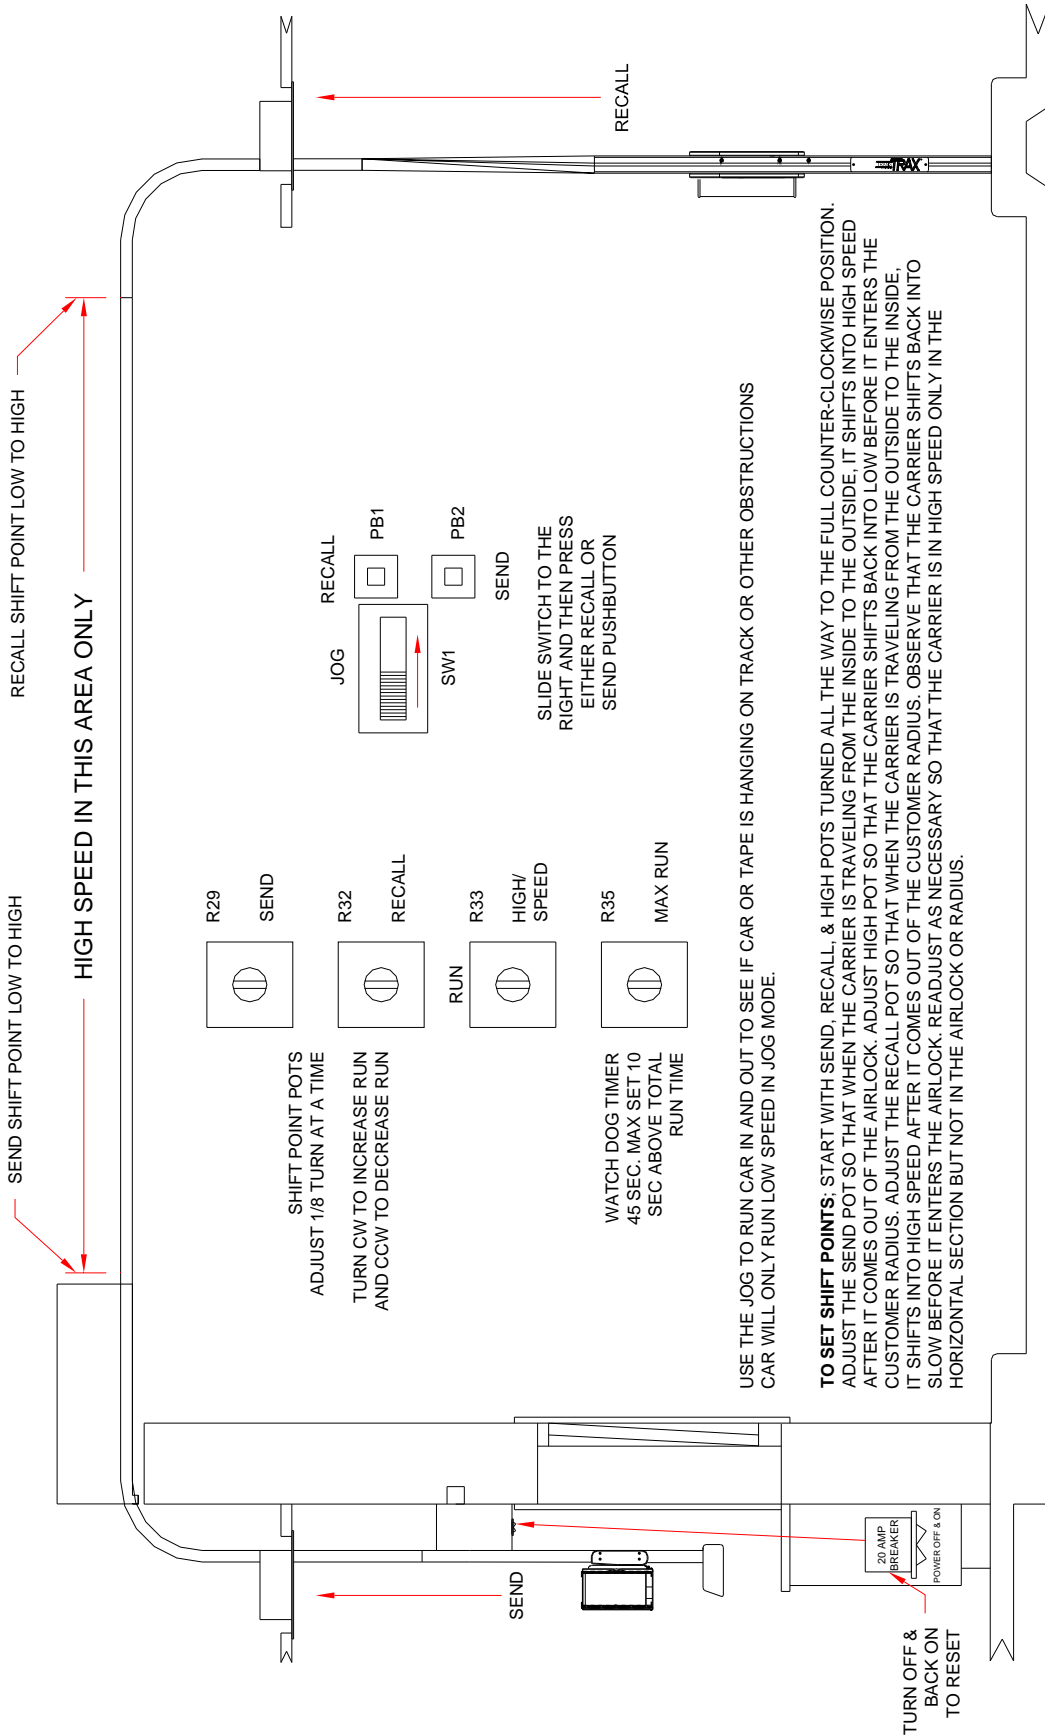 SEND SHIFT POINT LOW TO HIGH
RECALL SHIFT POINT LOW TO HIGH
HIGH SPEED IN THIS AREA ONLY
SEND
RECALL
SHIFT POINT POTS
ADJUST 1/8 TURN AT A TIME
TURN CW TO INCREASE RUN
AND CCW TO DECREASE RUN
R29
SEND
R32
RECALL
RUN
R33
HIGH/
SPEED
R35
MAX RUN
WATCH DOG TIMER
45 SEC. MAX SET 10
SEC ABOVE TOTAL
RUN TIME
JOG
SW1
RECALL
PB1
PB2
SEND
SLIDE SWITCH TO THE
RIGHT AND THEN PRESS
EITHER RECALL OR
SEND PUSHBUTTON
TRAX
USE THE JOG TO RUN CAR IN AND OUT TO SEE IF CAR OR TAPE IS HANGING ON TRACK OR OTHER OBSTRUCTIONS
CAR WILL ONLY RUN LOW SPEED IN JOG MODE.
TO SET SHIFT POINTS; START WITH SEND, RECALL, & HIGH POTS TURNED ALL THE WAY TO THE FULL COUNTER-CLOCKWISE POSITION.
ADJUST THE SEND POT SO THAT WHEN THE CARRIER IS TRAVELING FROM THE INSIDE TO THE OUTSIDE, IT SHIFTS INTO HIGH SPEED
AFTER IT COMES OUT OF THE AIRLOCK. ADJUST HIGH POT SO THAT THE CARRIER SHIFTS BACK INTO LOW BEFORE IT ENTERS THE
CUSTOMER RADIUS. ADJUST THE RECALL POT SO THAT WHEN THE CARRIER IS TRAVELING FROM THE OUTSIDE TO THE INSIDE,
IT SHIFTS INTO HIGH SPEED AFTER IT COMES OUT OF THE CUSTOMER RADIUS. OBSERVE THAT THE CARRIER SHIFTS BACK INTO
SLOW BEFORE IT ENTERS THE AIRLOCK. READJUST AS NECESSARY SO THAT THE CARRIER IS IN HIGH SPEED ONLY IN THE
HORIZONTAL SECTION BUT NOT IN THE AIRLOCK OR RADIUS.
20 AMP
BREAKER
POWER OFF & ON
TURN OFF &
BACK ON
TO RESET